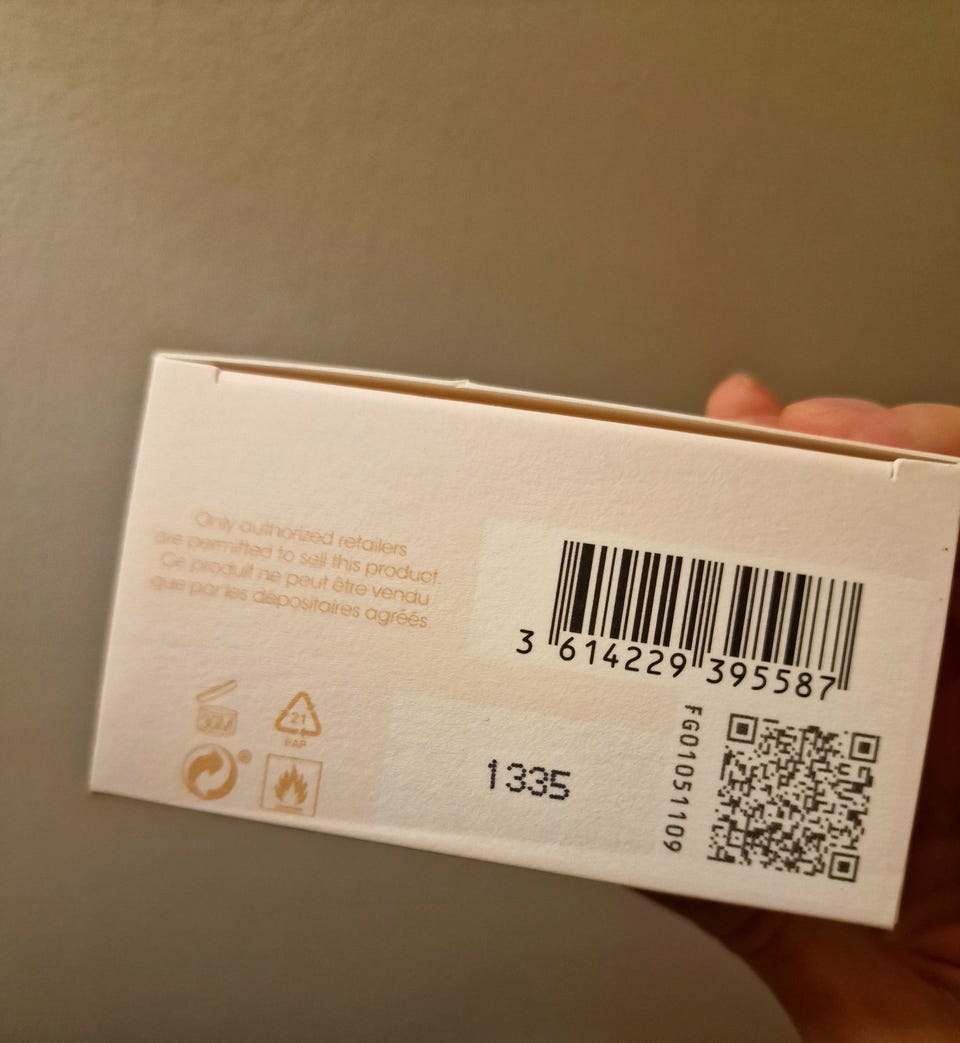 Only authorized retailers
are permitted to sell this product.
Ce produit ne peut être vendu
que par les dépositaires agréés.
3 614229 395587
FG01051109
30M
21
PAP
1335